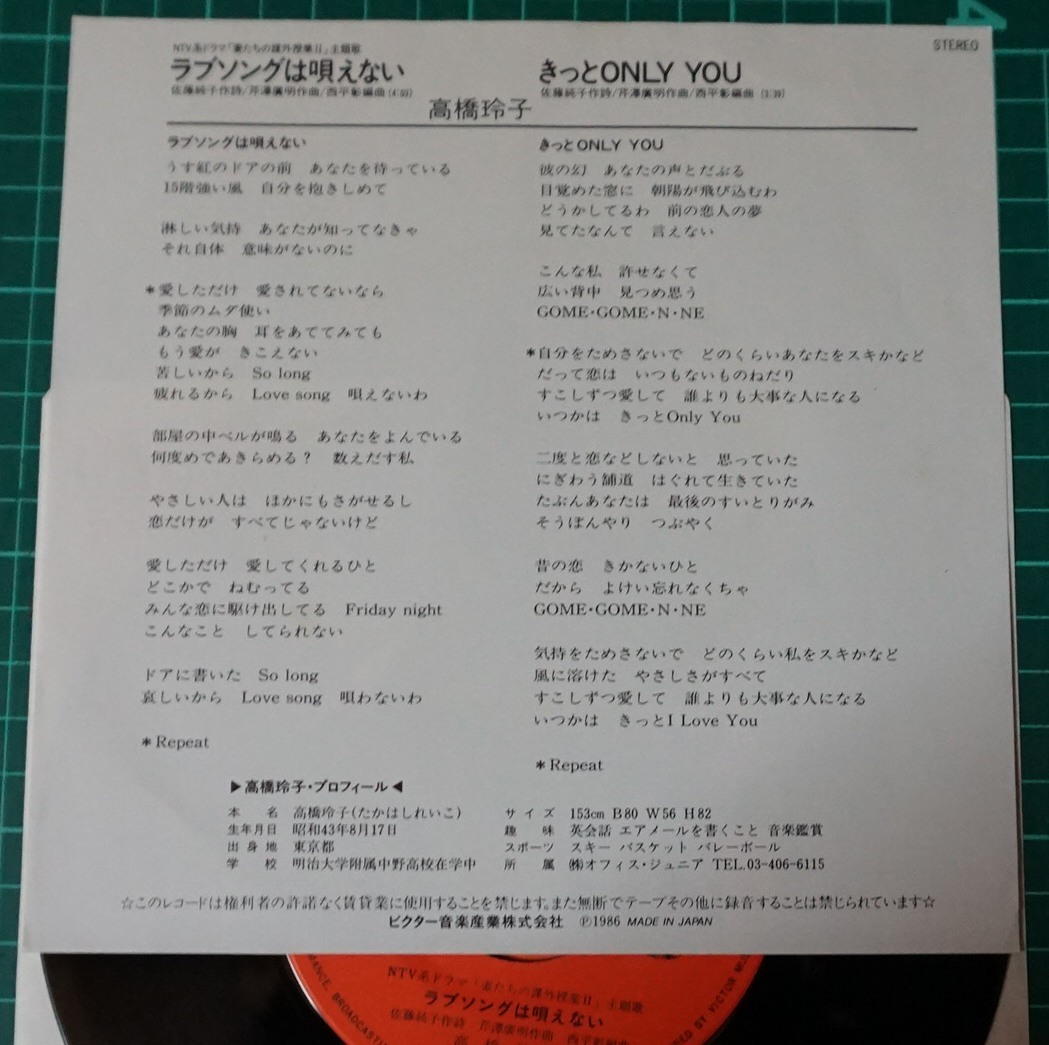 STEREO
NTV系ドラマ「妻たちの課外授業II」主題歌
ラブソングは唄えない
佐藤純子作詩/芹澤廣明作曲/西平彰編曲
きっとONLY YOU
佐藤純子作詩/芹澤廣明作曲/西平彰編曲 (3:39)
高橋玲子
ラブソングは唄えない
うす紅のドアの前 あなたを待っている
15階強い風 自分を抱きしめて
淋しい気持 あなたが知ってなきゃ
それ自体 意味がないのに
*愛しただけ 愛されてないなら
季節のムダ使い
あなたの胸 耳をあててみても
もう愛が きこえない
苦しいから So long
疲れるから Love song 唄えないわ
部屋の中ベルが鳴る あなたをよんでいる
何度めであきらめる? 数えだす私
やさしい人は ほかにもさがせるし
恋だけが すべてじゃないけど
愛しただけ 愛してくれるひと
どこかで ねむってる
みんな恋に駆け出してる Friday night
こんなこと してられない
ドアに書いた So long
哀しいから Love song 唄わないわ
*Repeat
きっとONLY YOU
彼の幻 あなたの声とだぶる
目覚めた窓に 朝陽が飛び込むわ
どうかしてるわ 前の恋人の夢
見てたなんて 言えない
こんな私 許せなくて
広い背中 見つめ思う
GOME・GOME・N・NE
*自分をためさないで どのくらいあなたをスキかなど
だって恋は いつもないものねだり
すこしずつ愛して 誰よりも大事な人になる
いつかは きっとOnly You
二度と恋などしないと 思っていた
にぎわう舗道 はぐれて生きていた
たぶんあなたは 最後のすいとりがみ
そうぼんやり つぶやく
昔の恋 きかないひと
だから よけい忘れなくちゃ
GOME・GOME・N・NE
気持をためさないで どのくらい私をスキかなど
風に溶けた やさしさがすべて
すこしずつ愛して 誰よりも大事な人になる
いつかは きっとI Love You
*Repeat
▶高橋玲子・プロフィール◀
本名 高橋玲子(たかはしれいこ)
生年月日 昭和43年8月17日
出身地 東京都
学校 明治大学附属中野高校在学中
サイズ 153cm B80 W56 H82
趣味 英会話 エアメールを書くこと 音楽鑑賞
スポーツ スキー バスケット バレーボール
所属 ㈱オフィス・ジュニア TEL.03-406-6115
☆このレコードは権利者の許諾なく賃貸業に使用することを禁じます。また無断でテープその他に録音することは禁じられています☆
ビクター音楽産業株式会社 ℗1986 MADE IN JAPAN
NTV系ドラマ「妻たちの課外授業II」主題歌
ラブソングは唄えない
佐藤純子作詩 芹澤廣明作曲 西平彰編曲
高橋